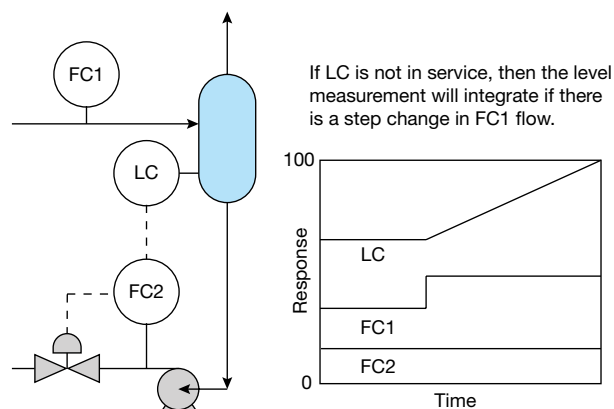 FC1
LC
FC2
If LC is not in service, then the level
measurement will integrate if there
is a step change in FC1 flow.
100
Response
LC
FC1
FC2
0
Time